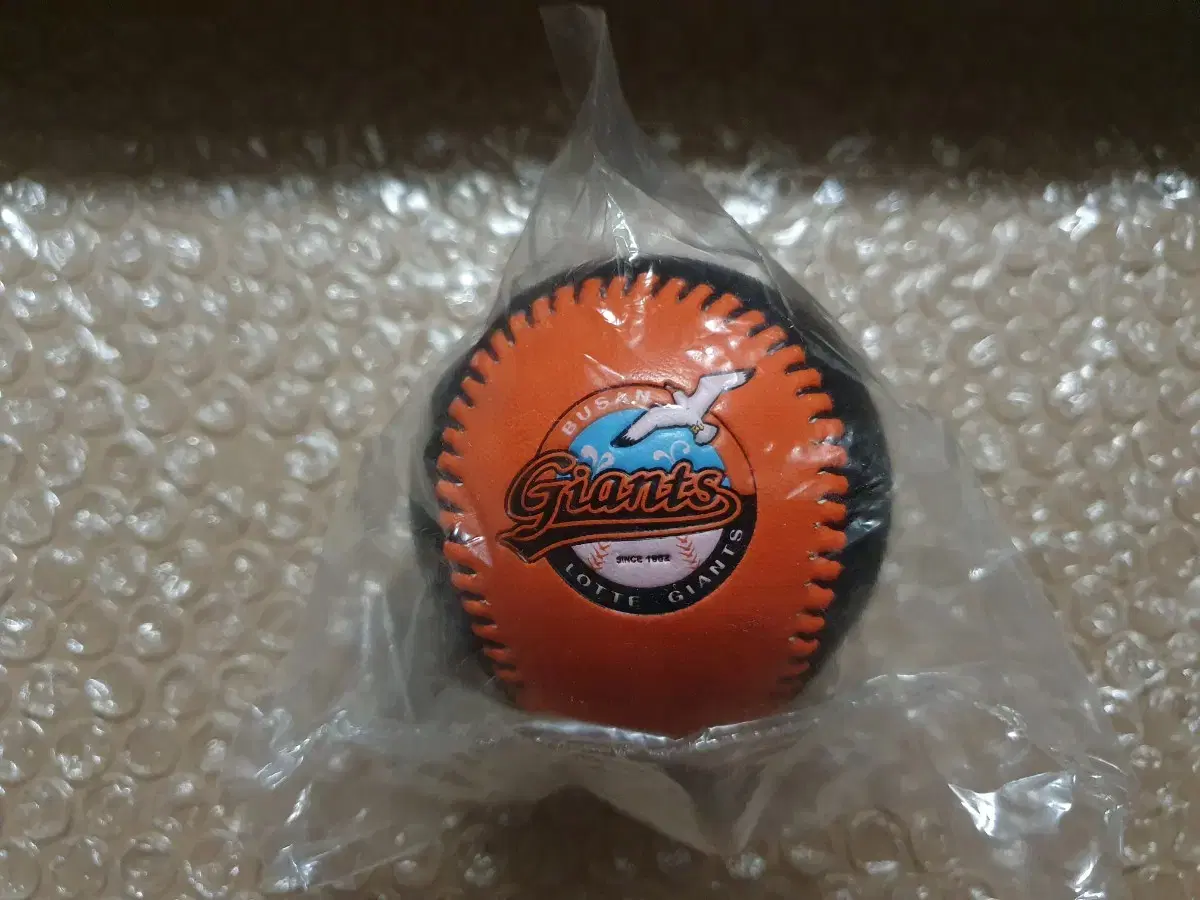 BUSAN
Giants
SINCE 1982
LOTTE GIANTS